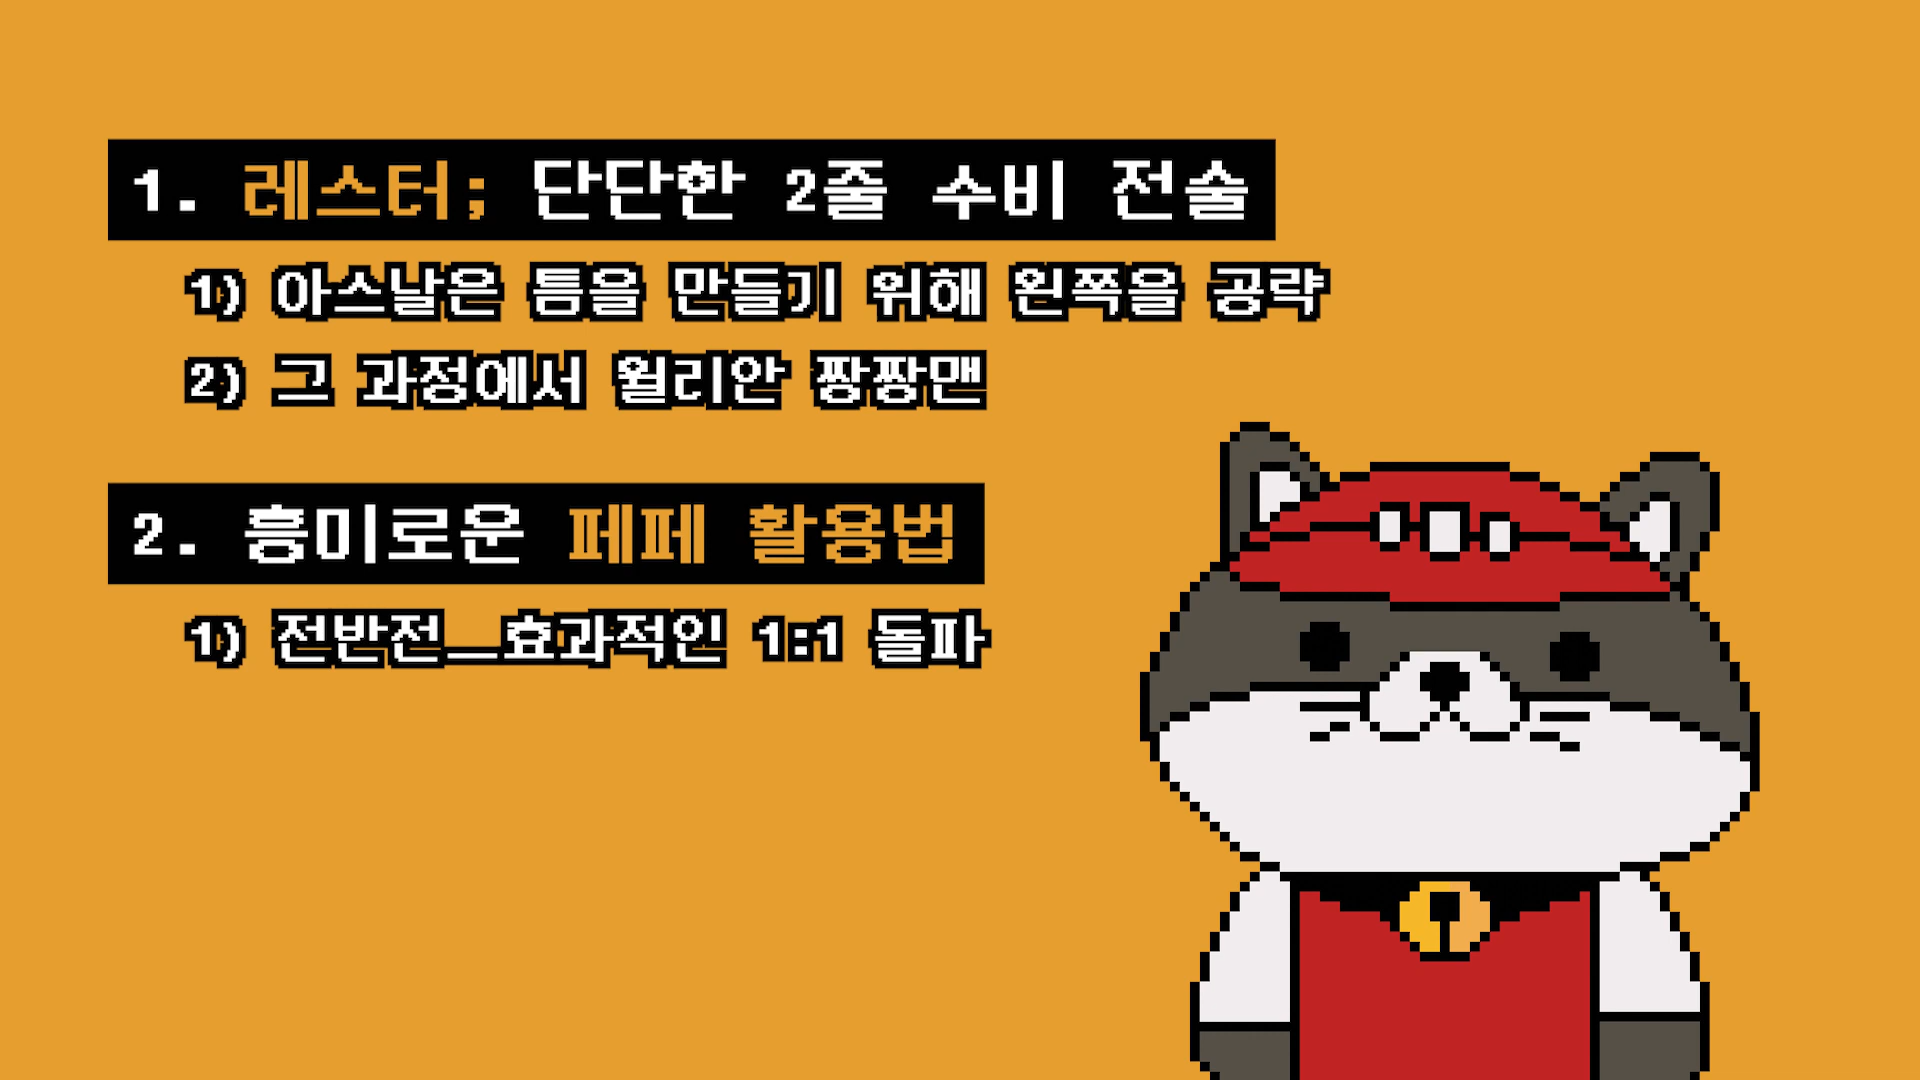 1. 레스터; 단단한 2줄 수비 전술
1) 아스날은 틈을 만들기 위해 왼쪽을 공략
2) 그 과정에서 윌리안 짱짱맨
2. 흥미로운 페페 활용법
1) 전반전_효과적인 1:1 돌파